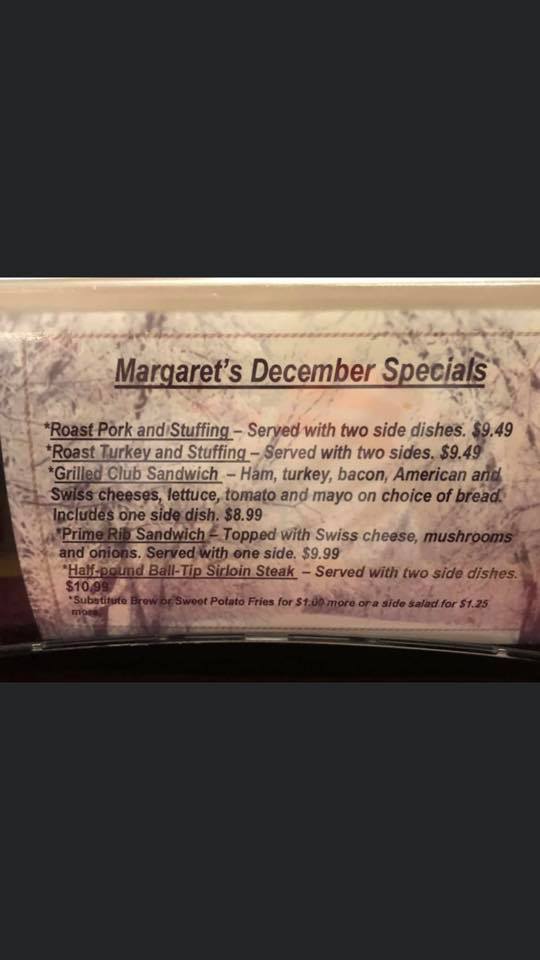 Margaret's December Specials
*Roast Pork and Stuffing – Served with two side dishes. $9.49
*Roast Turkey and Stuffing – Served with two sides. $9.49
*Grilled Club Sandwich – Ham, turkey, bacon, American and
Swiss cheeses, lettuce, tomato and mayo on choice of bread.
Includes one side dish. $8.99
*Prime Rib Sandwich – Topped with Swiss cheese, mushrooms
and onions. Served with one side. $9.99
*Half-pound Ball-Tip Sirloin Steak – Served with two side dishes.
$10.99
*Substitute Brew or Sweet Potato Fries for $1.00 more or a side salad for $1.25
more.